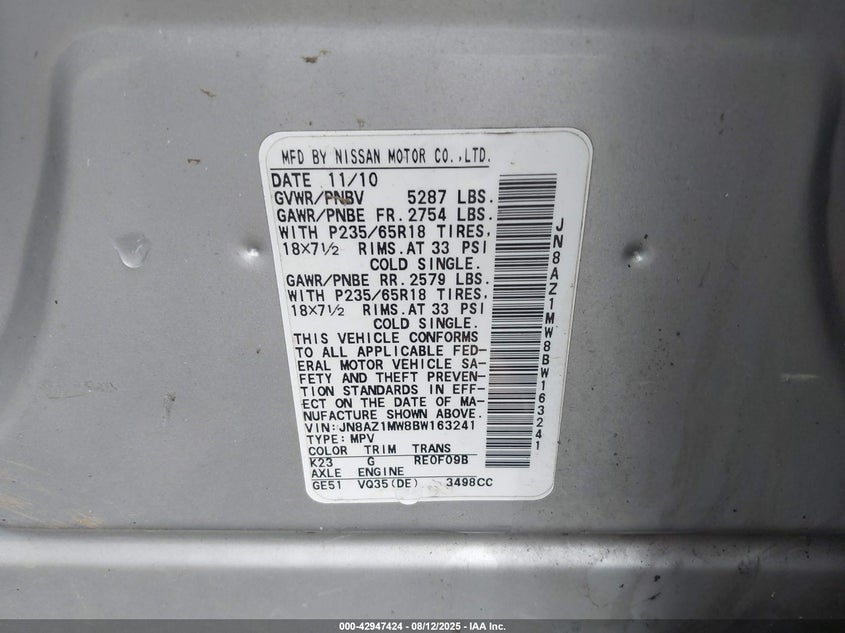 MFD BY NISSAN MOTOR CO.,LTD.
DATE 11/10
GVWR/PNBV 5287 LBS.
GAWR/PNBE FR. 2754 LBS.
WITH P235/65R18 TIRES,
18×7½ RIMS.AT 33 PSI
COLD SINGLE.
GAWR/PNBE RR. 2579 LBS.
WITH P235/65R18 TIRES,
18×7½ RIMS.AT 33 PSI
COLD SINGLE.
THIS VEHICLE CONFORMS
TO ALL APPLICABLE FED-
ERAL MOTOR VEHICLE SA-
FETY AND THEFT PREVEN-
TION STANDARDS IN EFF-
ECT ON THE DATE OF MA-
NUFACTURE SHOWN ABOVE.
VIN: JN8AZ1MW8BW163241
TYPE: MPV
COLOR TRIM TRANS
K23 G RE0F09B
AXLE ENGINE
GE51 VQ35(DE) 3498CC
JN8AZ1MW8BW163241
000-42947424 - 08/12/2025 - IAA Inc.